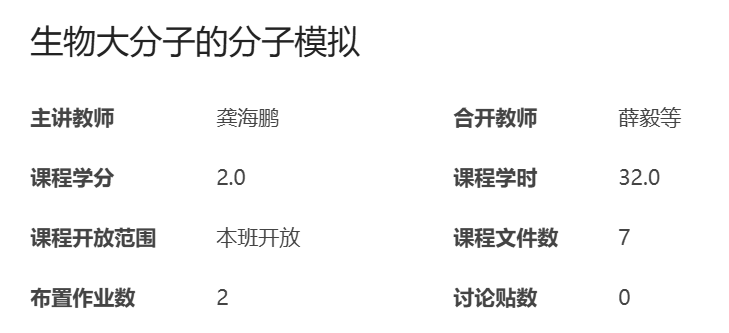 生物大分子的分子模拟
主讲教师 龚海鹏 合开教师 薛毅等
课程学分 2.0 课程学时 32.0
课程开放范围 本班开放 课程文件数 7
布置作业数 2 讨论贴数 0